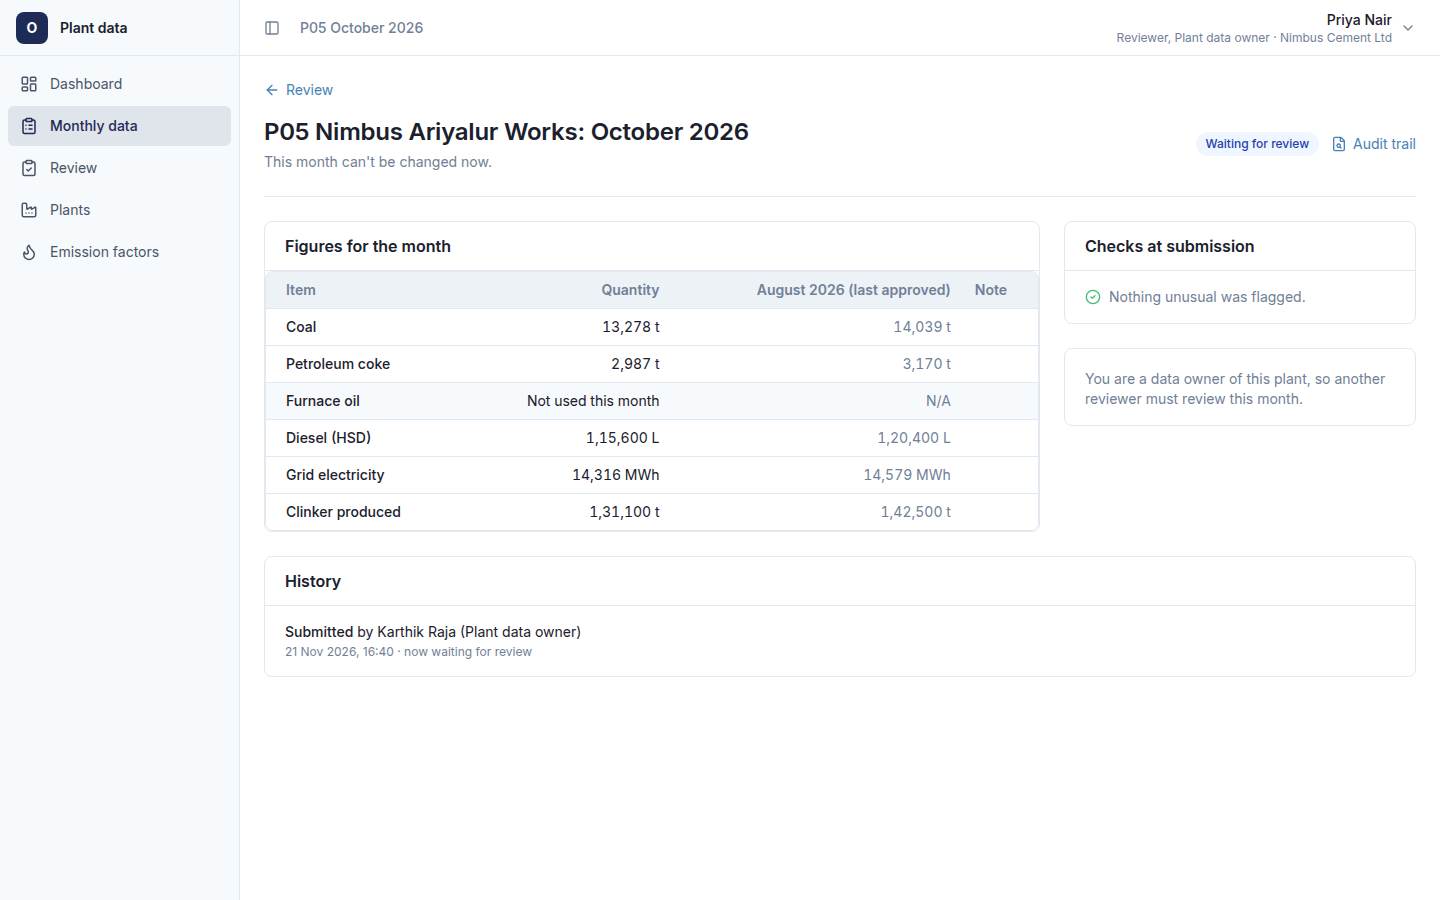 O Plant data
Dashboard
Monthly data
Review
Plants
Emission factors
P05 October 2026
Priya Nair
Reviewer, Plant data owner · Nimbus Cement Ltd
Review
P05 Nimbus Ariyalur Works: October 2026
This month can't be changed now.
Waiting for review
Audit trail
Figures for the month
Item Quantity August 2026 (last approved) Note
Coal 13,278 t 14,039 t
Petroleum coke 2,987 t 3,170 t
Furnace oil Not used this month N/A
Diesel (HSD) 1,15,600 L 1,20,400 L
Grid electricity 14,316 MWh 14,579 MWh
Clinker produced 1,31,100 t 1,42,500 t
Checks at submission
Nothing unusual was flagged.
You are a data owner of this plant, so another
reviewer must review this month.
History
Submitted by Karthik Raja (Plant data owner)
21 Nov 2026, 16:40 · now waiting for review